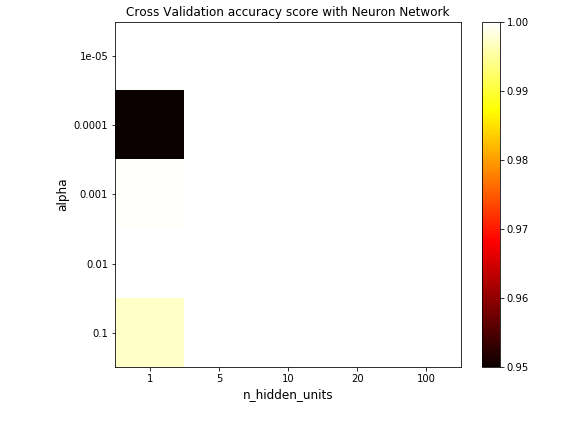 Cross Validation accuracy score with Neuron Network
alpha
1e-05
0.0001
0.001
0.01
0.1
1 5 10 20 100
n_hidden_units
1.00
0.99
0.98
0.97
0.96
0.95